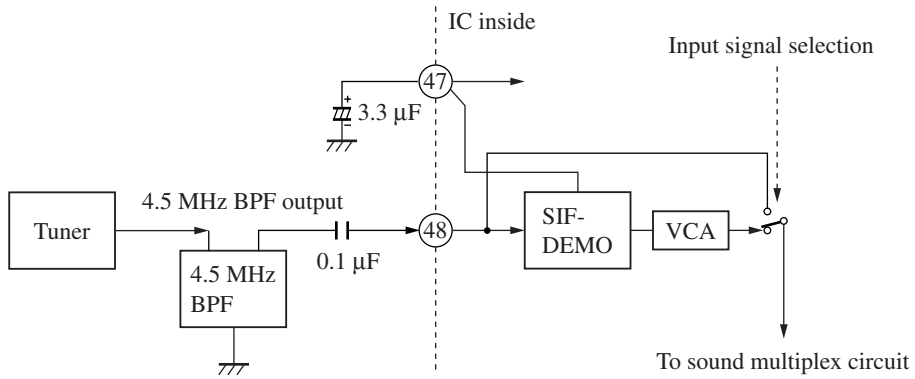 IC inside
Input signal selection
47
3.3 µF
4.5 MHz BPF output
Tuner
48
SIF-
DEMO
VCA
0.1 µF
4.5 MHz
BPF
To sound multiplex circuit